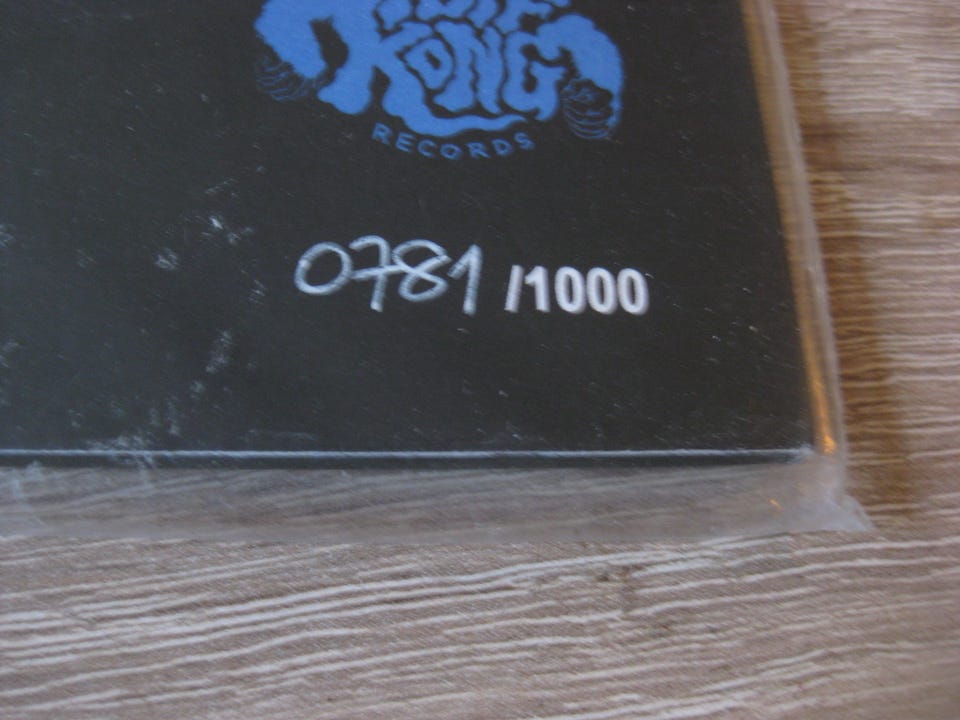 KONG
RECORDS
0781 /1000